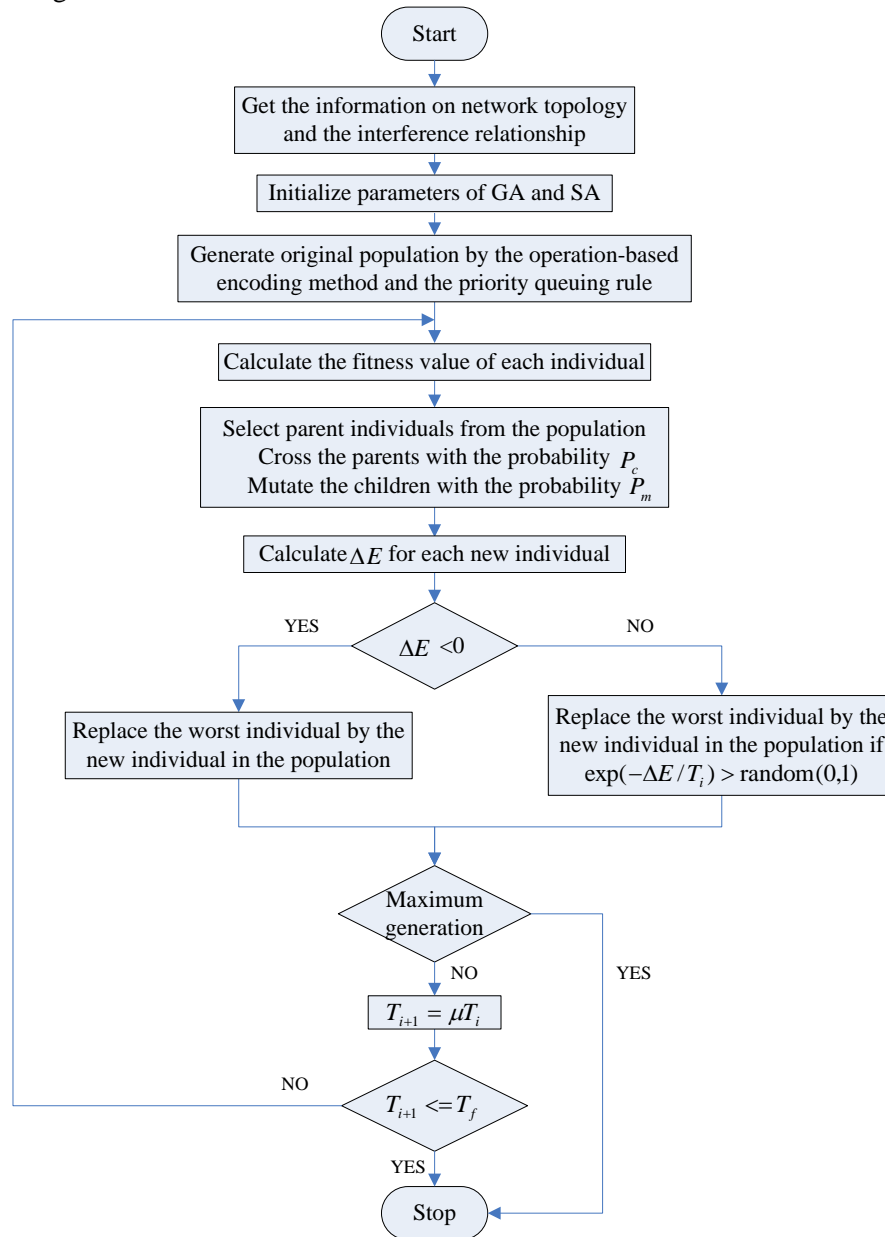 Start
Get the information on network topology
and the interference relationship
Initialize parameters of GA and SA
Generate original population by the operation-based
encoding method and the priority queuing rule
Calculate the fitness value of each individual
Select parent individuals from the population
Cross the parents with the probability P_c
Mutate the children with the probability P_m
Calculate ΔE for each new individual
YES
NO
ΔE <0
Replace the worst individual by the
new individual in the population
Replace the worst individual by the
new individual in the population if
exp(−ΔE/T_i) > random(0,1)
Maximum
generation
NO
YES
T_{i+1} = μT_i
NO
T_{i+1} <= T_f
YES
Stop